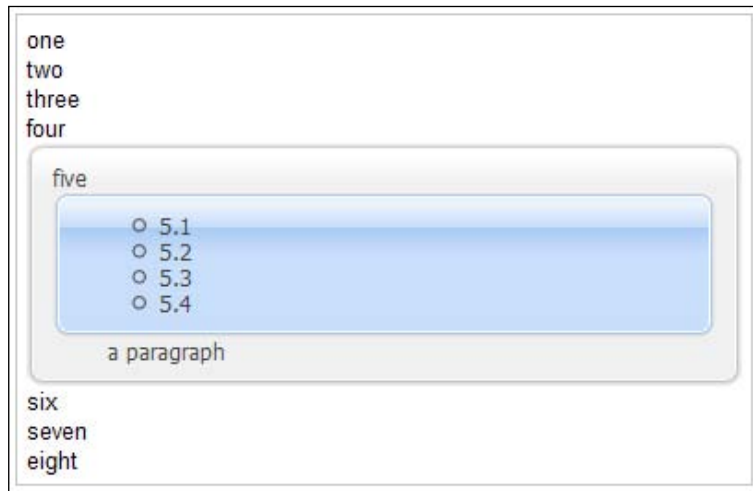 one
two
three
four
five
5.1
5.2
5.3
5.4
a paragraph
six
seven
eight